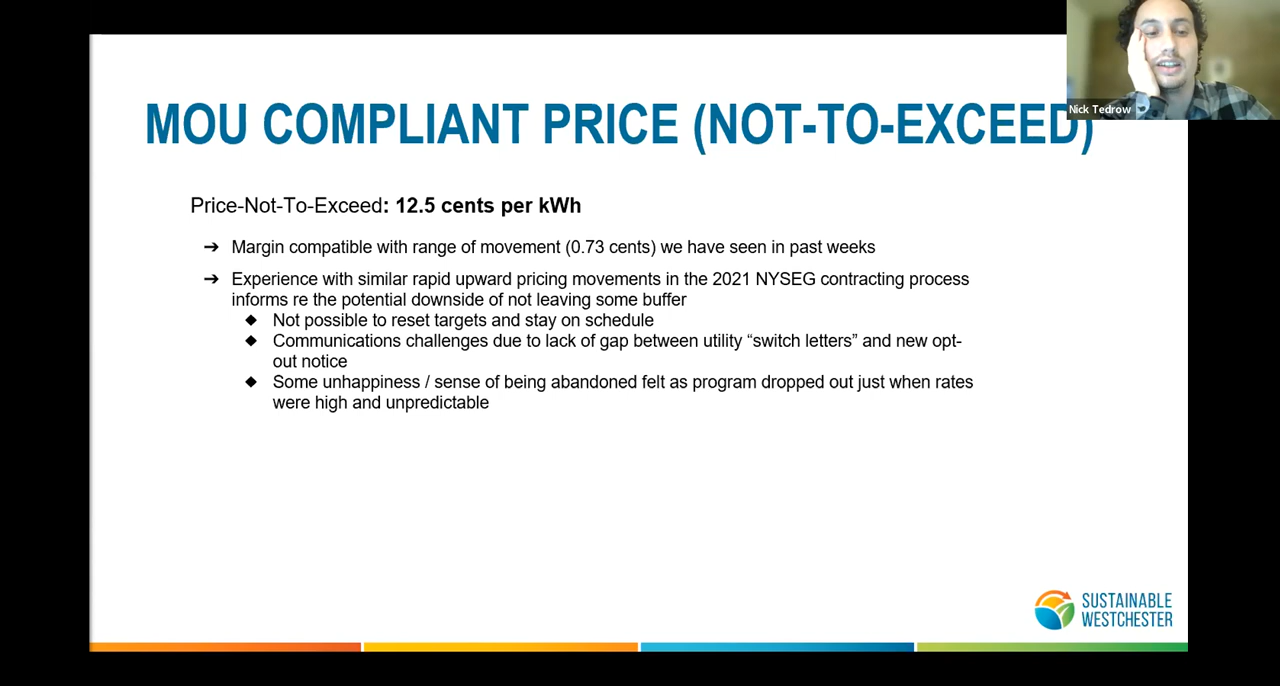 Nick Tedrow
MOU COMPLIANT PRICE (NOT-TO-EXCEED)
Price-Not-To-Exceed: 12.5 cents per kWh
➔ Margin compatible with range of movement (0.73 cents) we have seen in past weeks
➔ Experience with similar rapid upward pricing movements in the 2021 NYSEG contracting process
informs re the potential downside of not leaving some buffer
◆ Not possible to reset targets and stay on schedule
◆ Communications challenges due to lack of gap between utility “switch letters” and new opt-
out notice
◆ Some unhappiness / sense of being abandoned felt as program dropped out just when rates
were high and unpredictable
SUSTAINABLE
WESTCHESTER